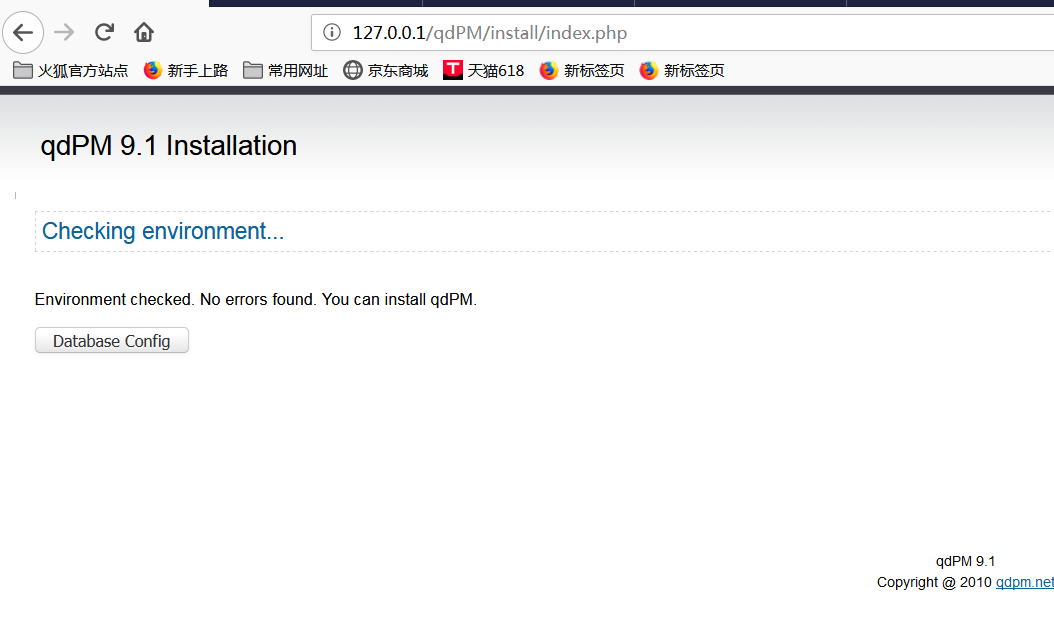 127.0.0.1/qdPM/install/index.php
火狐官方站点 新手上路 常用网址 京东商城 T 天猫618 新标签页 新标签页
qdPM 9.1 Installation
Checking environment...
Environment checked. No errors found. You can install qdPM.
Database Config
qdPM 9.1
Copyright @ 2010 qdpm.net